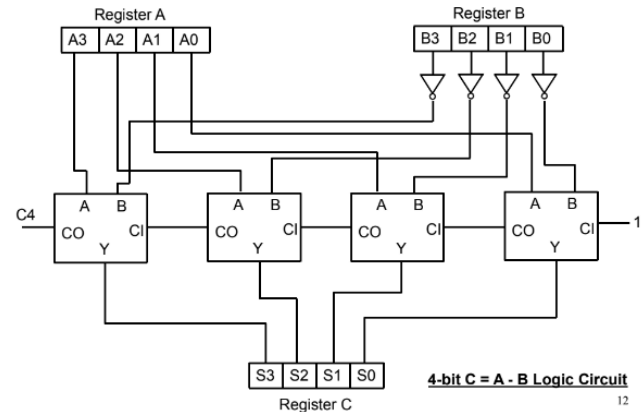 Register A
Register B
A3 A2 A1 A0
B3 B2 B1 B0
A B
A B
A B
A B
C4
CO CI
CO CI
CO CI
CO CI
1
Y
Y
Y
Y
S3 S2 S1 S0
4-bit C = A - B Logic Circuit
Register C
12